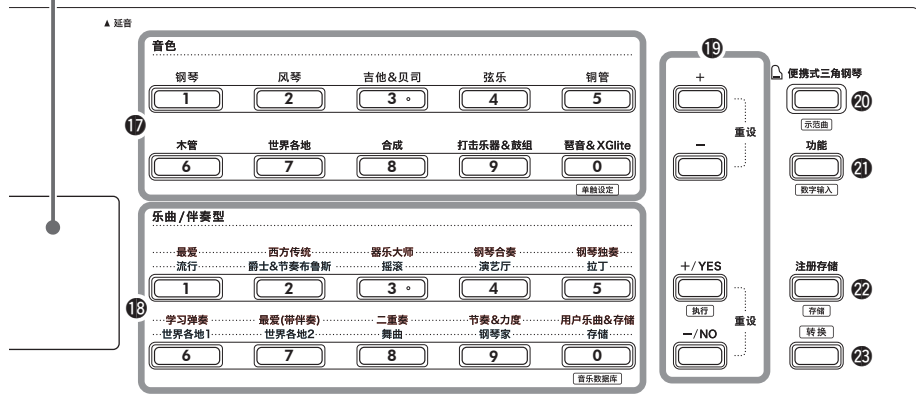 ▲ 延音
音色
钢琴 风琴 吉他&贝司 弦乐 铜管
1 2 3 4 5
木管 世界各地 合成 打击乐器&鼓组 琶音&XGlite
6 7 8 9 0
单触设定
⓱
乐曲/伴奏型
最爱 西方传统 器乐大师 钢琴合奏 钢琴独奏
流行 爵士&节奏布鲁斯 摇滚 演艺厅 拉丁
1 2 3 4 5
学习弹奏 最爱(带伴奏) 二重奏 节奏&力度 用户乐曲&存储
世界各地1 世界各地2 舞曲 钢琴家 存储
6 7 8 9 0
音乐数据库
⓲
⓳
+
重设
−
+/YES
执行
重设
−/NO
便携式三角钢琴
⓴
示范曲
功能
㉑
数字输入
注册存储
㉒
存储
转换
㉓